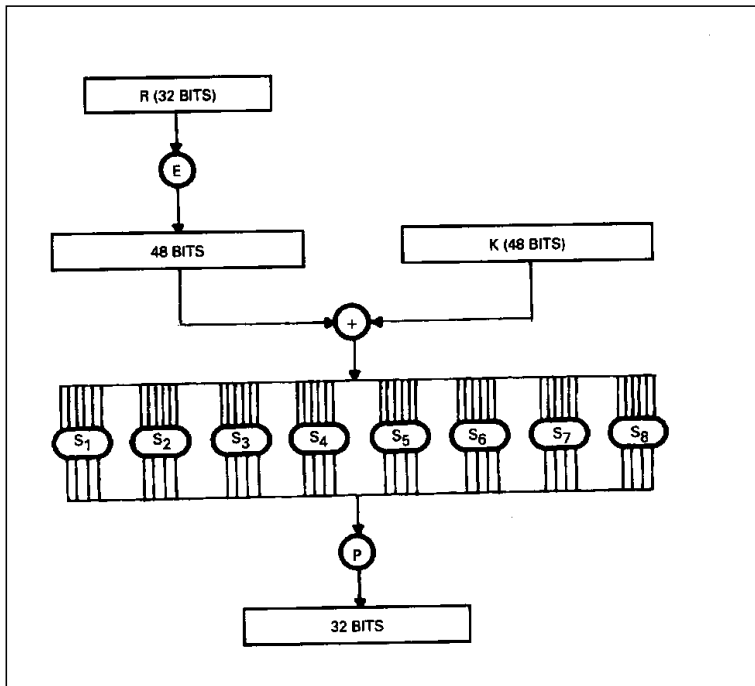 R (32 BITS)
E
48 BITS
K (48 BITS)
+
S1 S2 S3 S4 S5 S6 S7 S8
P
32 BITS